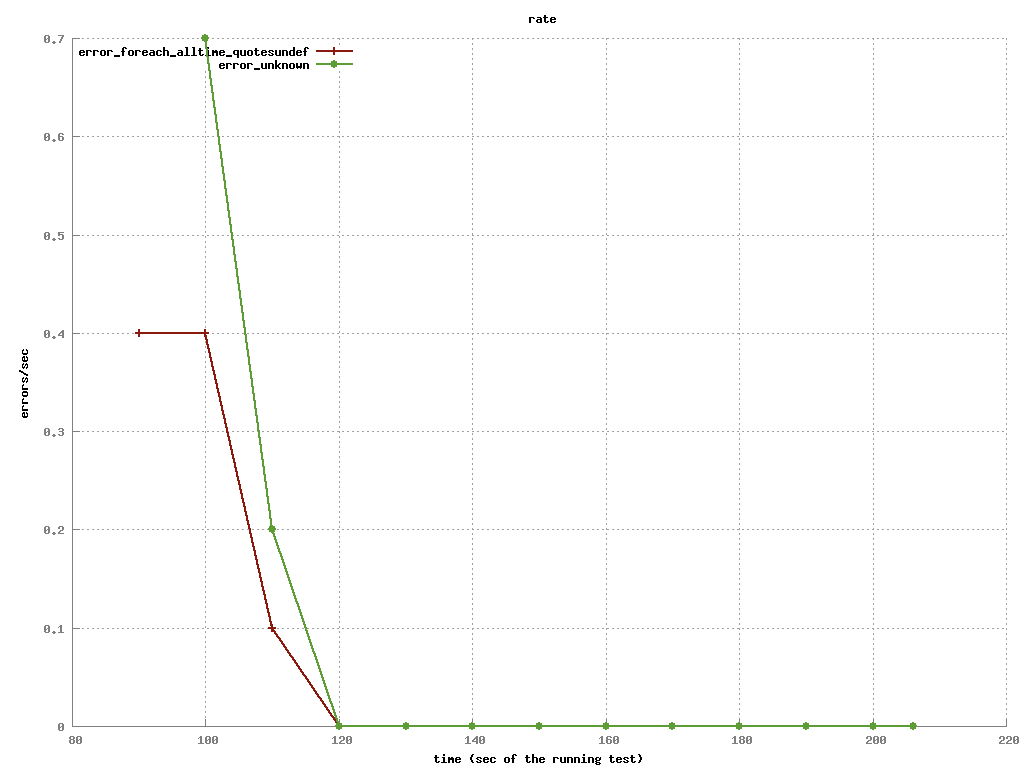 rate
0.7
error_foreach_alltime_quotesundef
error_unknown
0.6
0.5
0.4
errors/sec
0.3
0.2
0.1
0
80 100 120 140 160 180 200 220
time (sec of the running test)